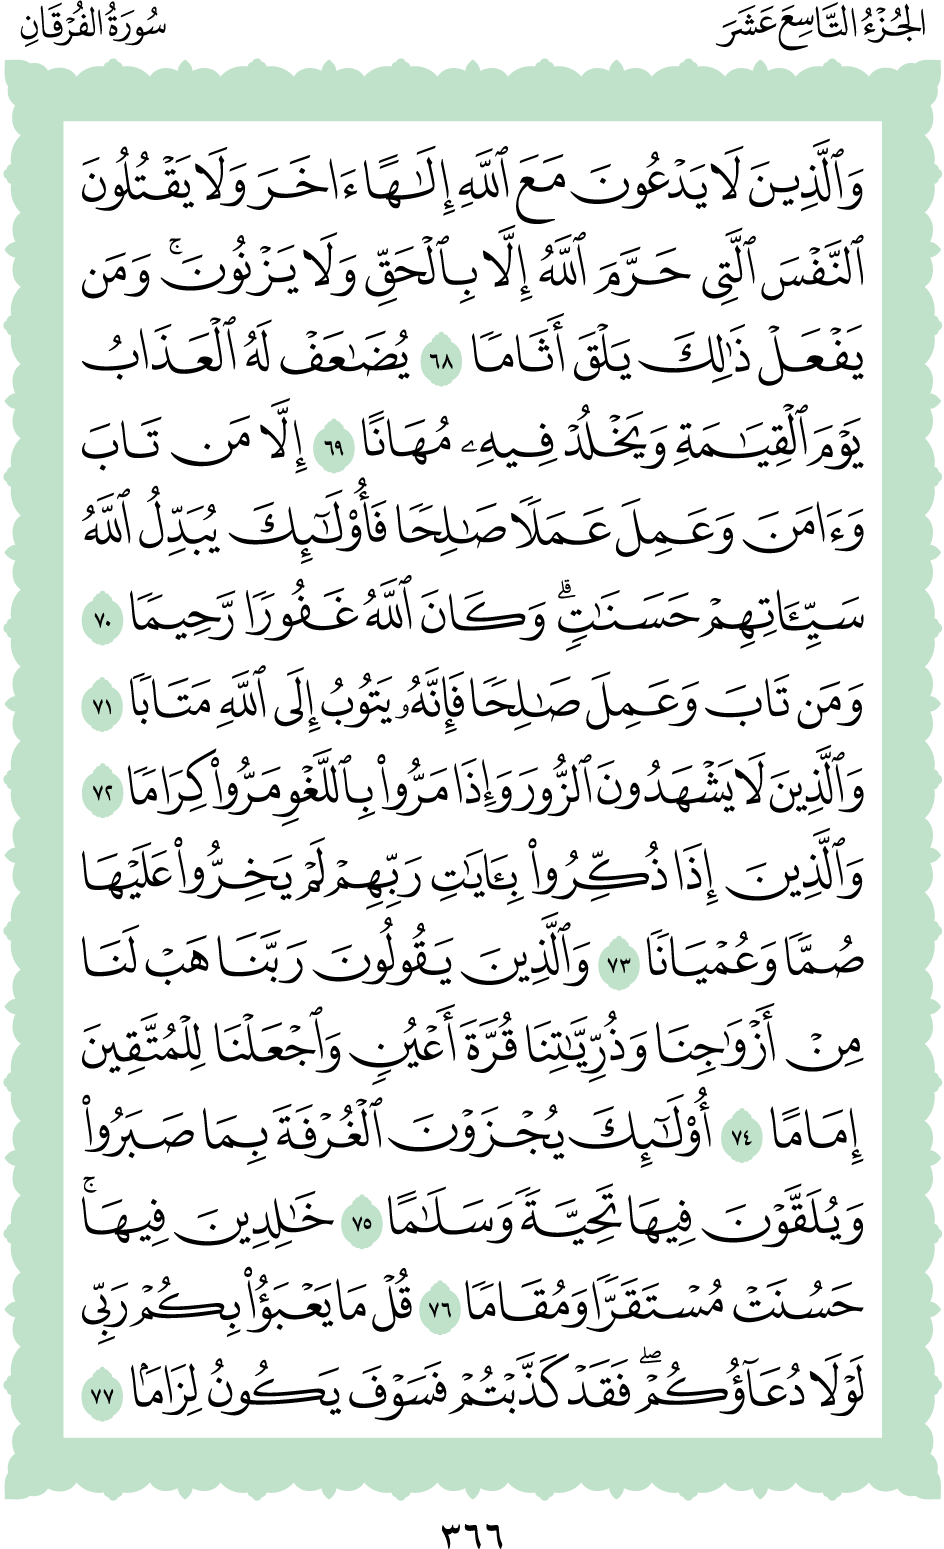 الجُزْءُ التَّاسِعَ عَشَرَ
سُورَةُ الفُرْقَانِ
وَٱلَّذِينَ لَا يَدْعُونَ مَعَ ٱللَّهِ إِلَٰهًا ءَاخَرَ وَلَا يَقْتُلُونَ
ٱلنَّفْسَ ٱلَّتِي حَرَّمَ ٱللَّهُ إِلَّا بِٱلْحَقِّ وَلَا يَزْنُونَۚ وَمَن
يَفْعَلْ ذَٰلِكَ يَلْقَ أَثَامٗا ٦٨ يُضَٰعَفْ لَهُ ٱلْعَذَابُ
يَوْمَ ٱلْقِيَٰمَةِ وَيَخْلُدْ فِيهِۦ مُهَانًا ٦٩ إِلَّا مَن تَابَ
وَءَامَنَ وَعَمِلَ عَمَلٗا صَٰلِحٗا فَأُوْلَٰٓئِكَ يُبَدِّلُ ٱللَّهُ
سَيِّـَٔاتِهِمْ حَسَنَٰتٖۗ وَكَانَ ٱللَّهُ غَفُورٗا رَّحِيمٗا ٧٠
وَمَن تَابَ وَعَمِلَ صَٰلِحٗا فَإِنَّهُۥ يَتُوبُ إِلَى ٱللَّهِ مَتَابٗا ٧١
وَٱلَّذِينَ لَا يَشْهَدُونَ ٱلزُّورَ وَإِذَا مَرُّواْ بِٱللَّغْوِ مَرُّواْ كِرَامٗا ٧٢
وَٱلَّذِينَ إِذَا ذُكِّرُواْ بِـَٔايَٰتِ رَبِّهِمْ لَمْ يَخِرُّواْ عَلَيْهَا
صُمّٗا وَعُمْيَانٗا ٧٣ وَٱلَّذِينَ يَقُولُونَ رَبَّنَا هَبْ لَنَا
مِنْ أَزْوَٰجِنَا وَذُرِّيَّٰتِنَا قُرَّةَ أَعْيُنٖ وَٱجْعَلْنَا لِلْمُتَّقِينَ
إِمَامًا ٧٤ أُوْلَٰٓئِكَ يُجْزَوْنَ ٱلْغُرْفَةَ بِمَا صَبَرُواْ
وَيُلَقَّوْنَ فِيهَا تَحِيَّةٗ وَسَلَٰمًا ٧٥ خَٰلِدِينَ فِيهَاۚ
حَسُنَتْ مُسْتَقَرّٗا وَمُقَامٗا ٧٦ قُلْ مَا يَعْبَؤُاْ بِكُمْ رَبِّي
لَوْلَا دُعَآؤُكُمْۖ فَقَدْ كَذَّبْتُمْ فَسَوْفَ يَكُونُ لِزَامَۢا ٧٧
٣٦٦